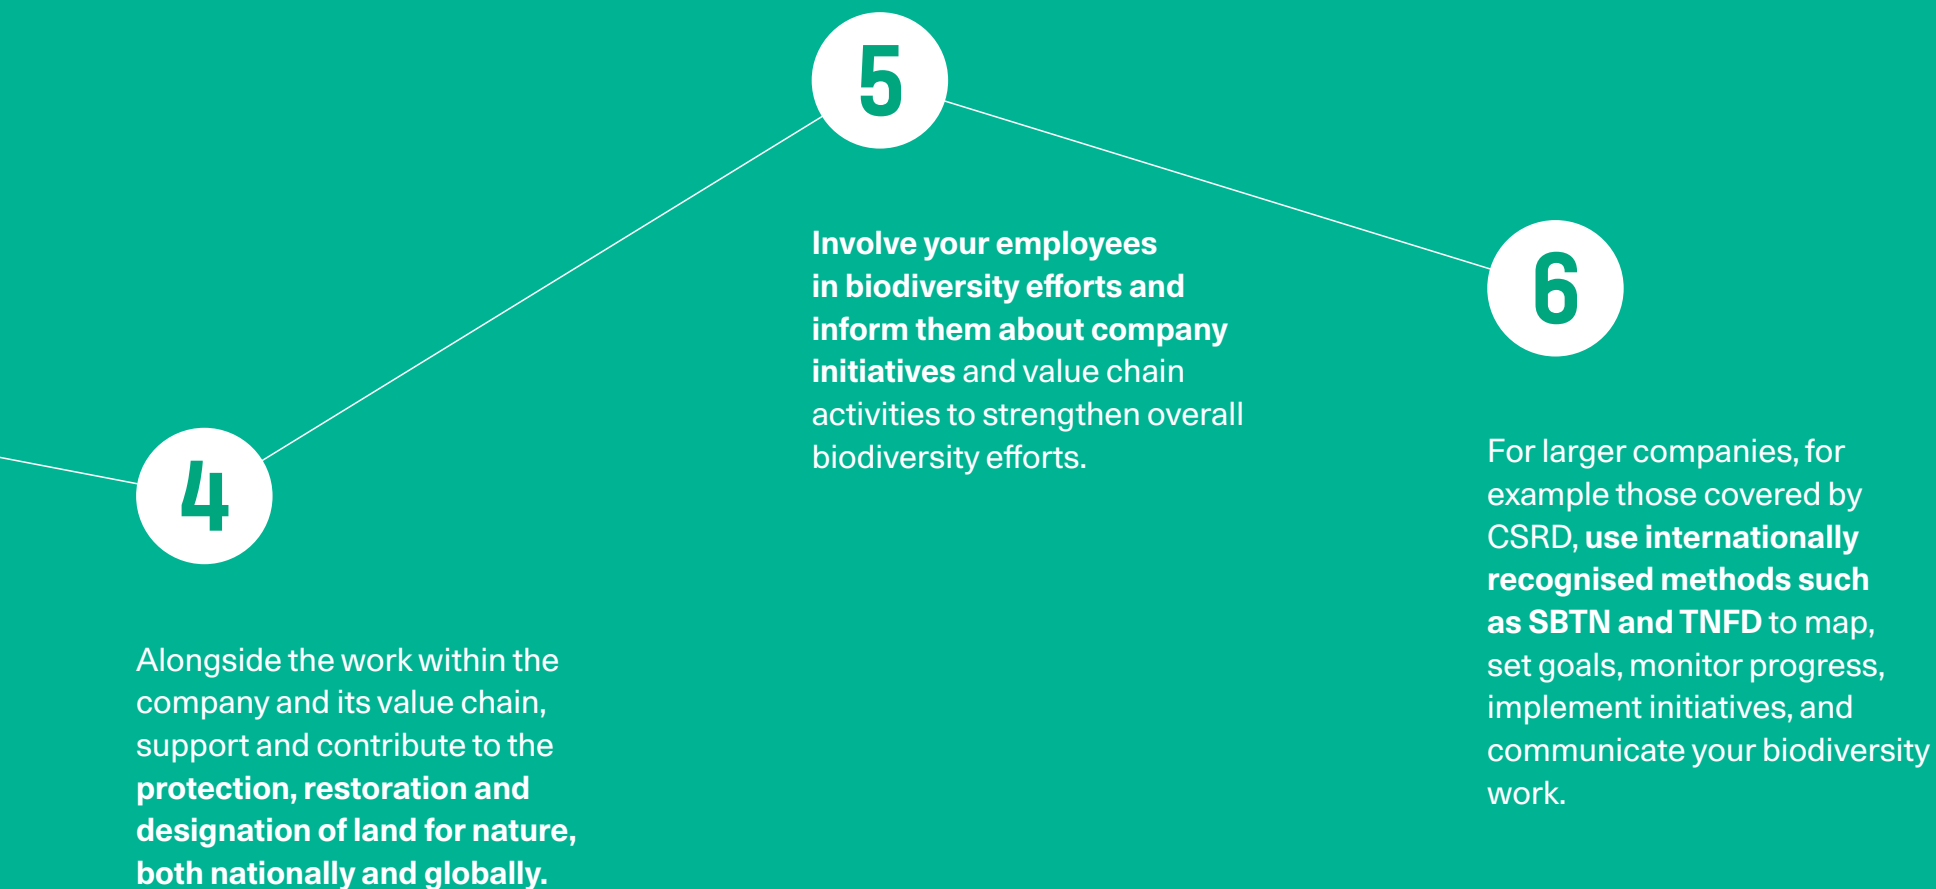 4
Alongside the work within the
company and its value chain,
support and contribute to the
protection, restoration and
designation of land for nature,
both nationally and globally.
5
Involve your employees
in biodiversity efforts and
inform them about company
initiatives and value chain
activities to strengthen overall
biodiversity efforts.
6
For larger companies, for
example those covered by
CSRD, use internationally
recognised methods such
as SBTN and TNFD to map,
set goals, monitor progress,
implement initiatives, and
communicate your biodiversity
work.